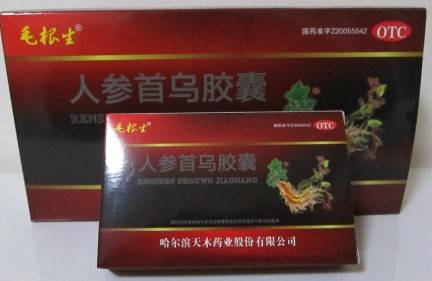 毛根生®
国药准字Z20055542 OTC
人参首乌胶囊
毛根生®
OTC
人参首乌胶囊
RENSHEN SHOUWU JIAONANG
哈尔滨天木药业股份有限公司